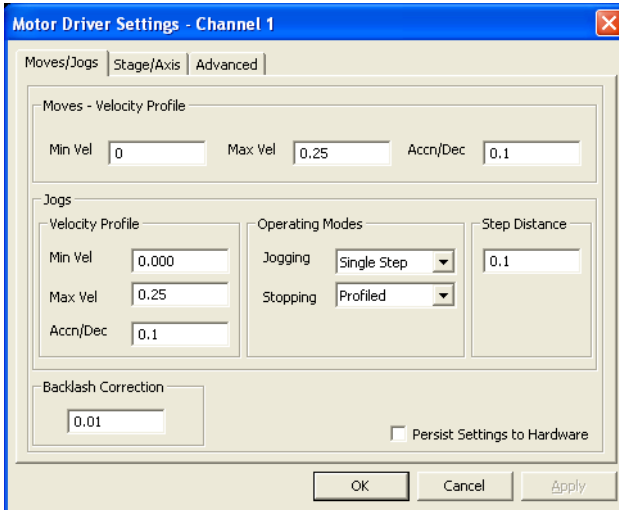 Motor Driver Settings - Channel 1
Moves/Jogs Stage/Axis Advanced
Moves - Velocity Profile
Min Vel 0 Max Vel 0.25 Accn/Dec 0.1
Jogs
Velocity Profile Operating Modes Step Distance
Min Vel 0.000 Jogging Single Step 0.1
Max Vel 0.25 Stopping Profiled
Accn/Dec 0.1
Backlash Correction
0.01
Persist Settings to Hardware
OK Cancel Apply